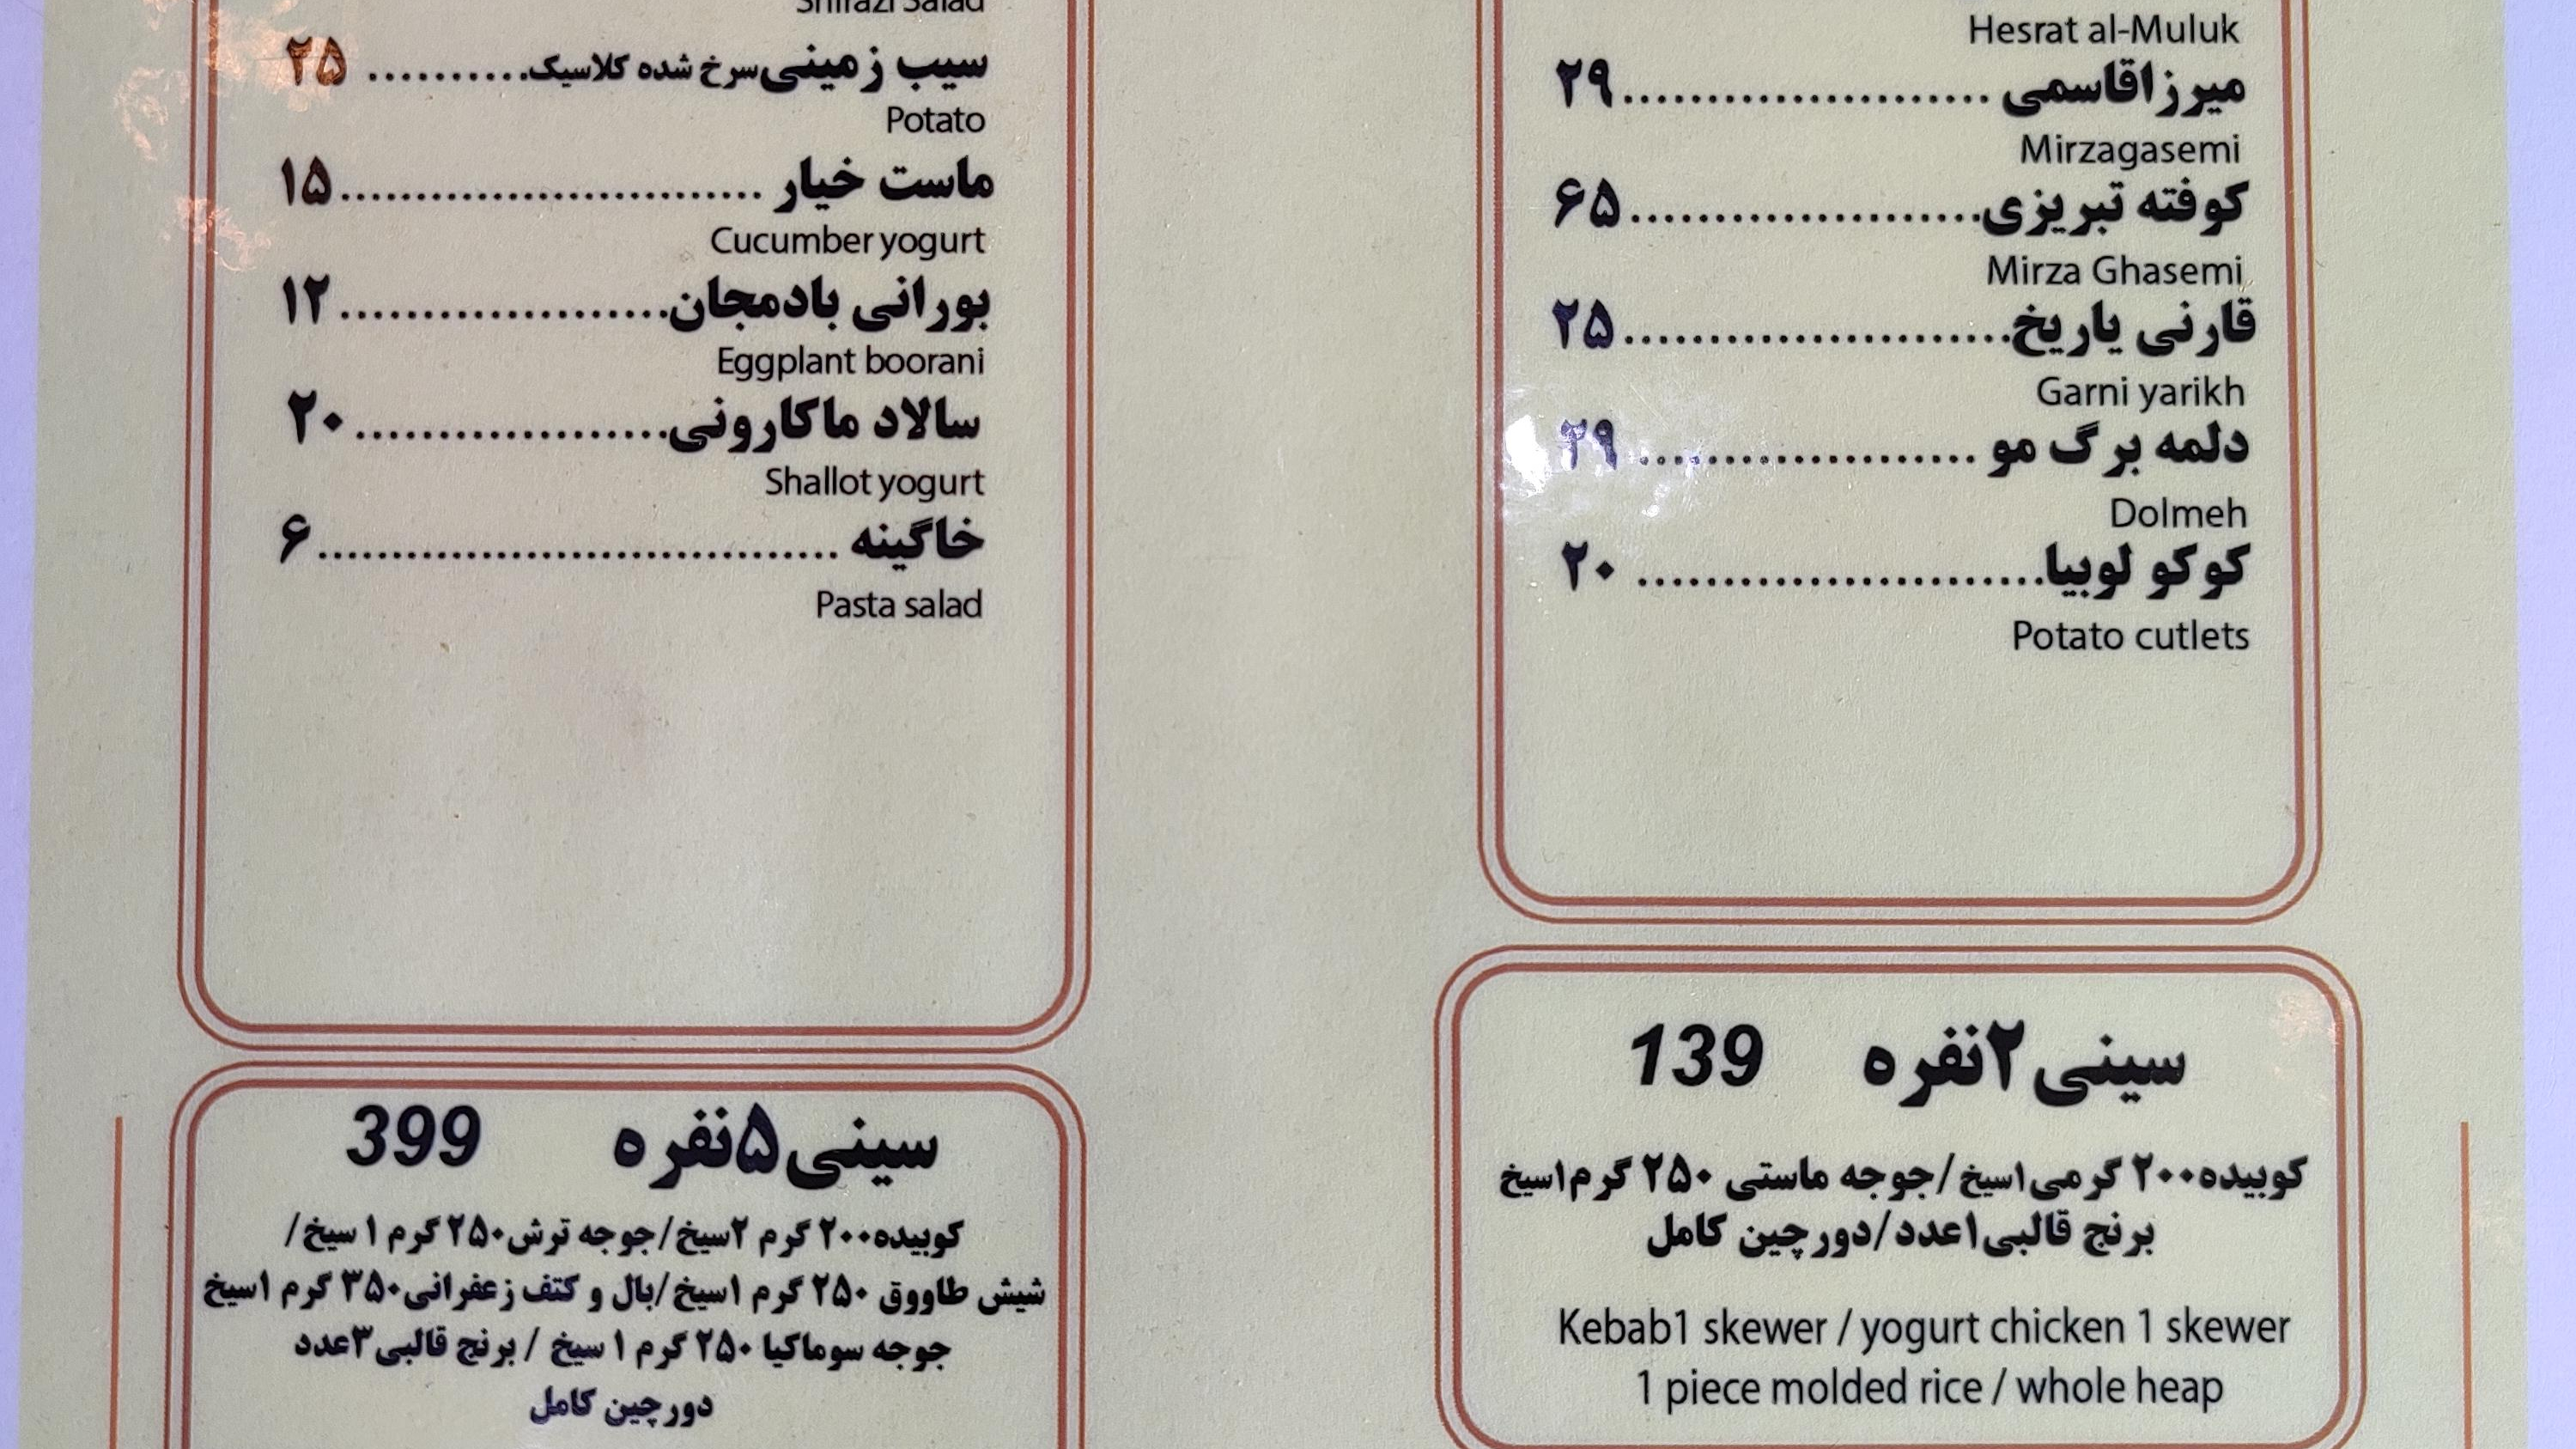 Hesrat al-Muluk
میرزاقاسمی ...................... ۲۹
Mirzagasemi
کوفته تبریزی ..................... ۶۵
Mirza Ghasemi
قارنی یاریخ ....................... ۲۵
Garni yarikh
دلمه برگ مو .................... ۲۹
Dolmeh
کوکو لوبیا ........................ ۲۰
Potato cutlets
سینی ۲نفره 139
کوبیده۲۰۰ گرمی۱سیخ/جوجه ماستی ۲۵۰ گرم۱سیخ
برنج قالبی۱عدد/دورچین کامل
Kebab1 skewer / yogurt chicken 1 skewer
1 piece molded rice / whole heap
Shirazi Salad
سیب زمینی سرخ شده کلاسیک .......... ۲۵
Potato
ماست خیار ............................ ۱۵
Cucumber yogurt
بورانی بادمجان ..................... ۱۲
Eggplant boorani
سالاد ماکارونی .................... ۲۰
Shallot yogurt
خاگینه ................................... ۶
Pasta salad
سینی ۵نفره 399
کوبیده۲۰۰ گرم ۲سیخ/جوجه ترش۲۵۰ گرم ۱ سیخ/
شیش طاووق ۲۵۰ گرم ۱سیخ/بال و کتف زعفرانی۳۵۰ گرم ۱سیخ
جوجه سوماکیا ۲۵۰ گرم ۱ سیخ / برنج قالبی۳عدد
دورچین کامل